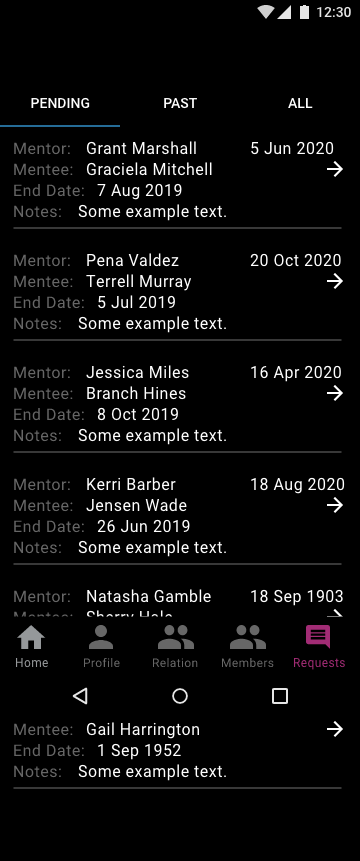 12:30
PENDING PAST ALL
Mentor: Grant Marshall 5 Jun 2020
Mentee: Graciela Mitchell
End Date: 7 Aug 2019
Notes: Some example text.
Mentor: Pena Valdez 20 Oct 2020
Mentee: Terrell Murray
End Date: 5 Jul 2019
Notes: Some example text.
Mentor: Jessica Miles 16 Apr 2020
Mentee: Branch Hines
End Date: 8 Oct 2019
Notes: Some example text.
Mentor: Kerri Barber 18 Aug 2020
Mentee: Jensen Wade
End Date: 26 Jun 2019
Notes: Some example text.
Mentor: Natasha Gamble 18 Sep 1903
Mentee: Sherry Hale
Home Profile Relation Members Requests
Mentee: Gail Harrington
End Date: 1 Sep 1952
Notes: Some example text.